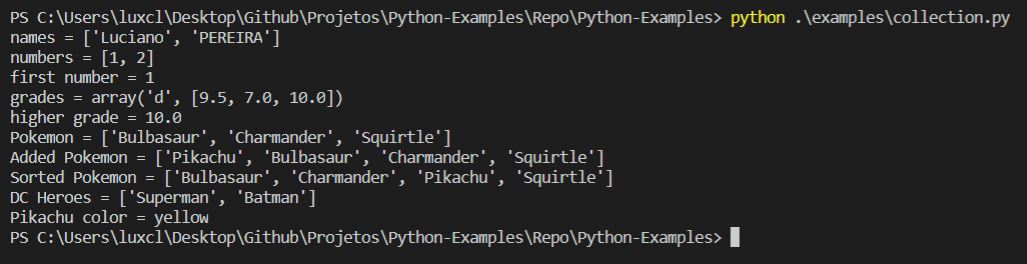 PS C:\Users\luxcl\Desktop\Github\Projetos\Python-Examples\Repo\Python-Examples> python .\examples\collection.py
names = ['Luciano', 'PEREIRA']
numbers = [1, 2]
first number = 1
grades = array('d', [9.5, 7.0, 10.0])
higher grade = 10.0
Pokemon = ['Bulbasaur', 'Charmander', 'Squirtle']
Added Pokemon = ['Pikachu', 'Bulbasaur', 'Charmander', 'Squirtle']
Sorted Pokemon = ['Bulbasaur', 'Charmander', 'Pikachu', 'Squirtle']
DC Heroes = ['Superman', 'Batman']
Pikachu color = yellow
PS C:\Users\luxcl\Desktop\Github\Projetos\Python-Examples\Repo\Python-Examples>